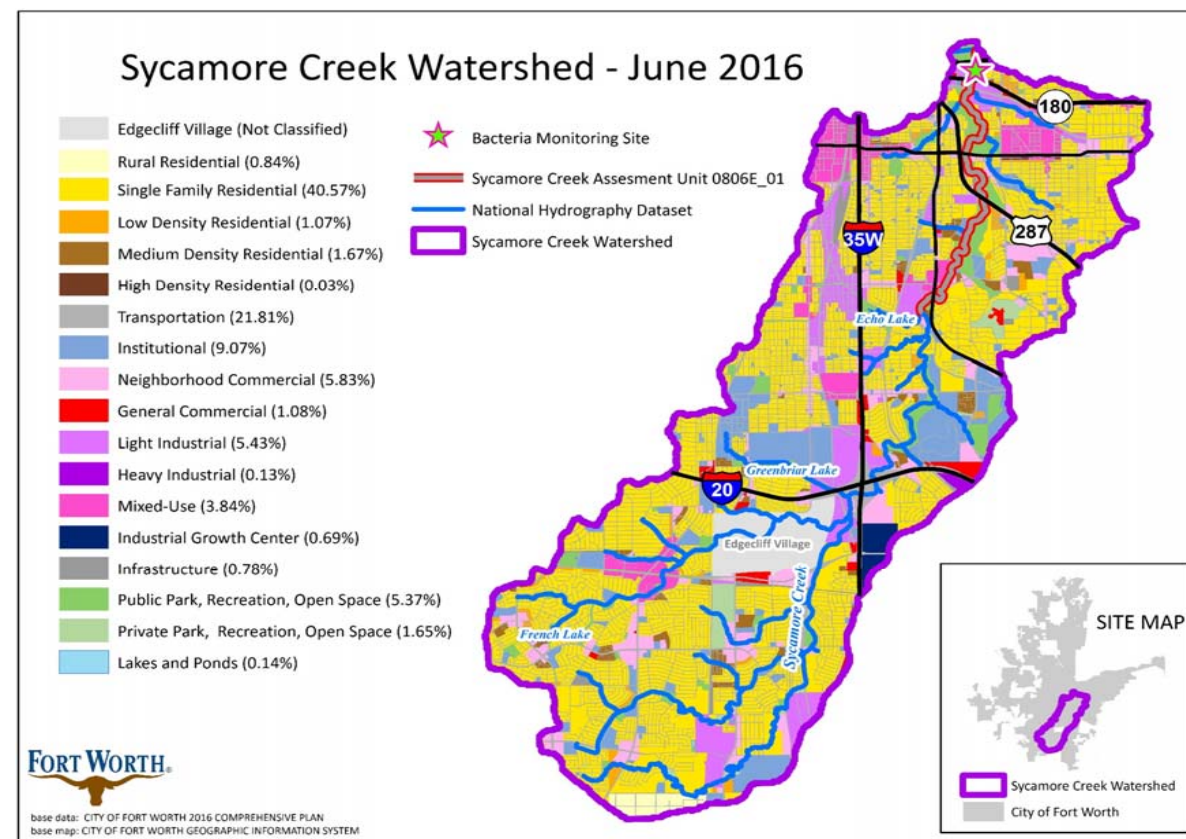 Sycamore Creek Watershed - June 2016
Edgecliff Village (Not Classified)
Rural Residential (0.84%)
Single Family Residential (40.57%)
Low Density Residential (1.07%)
Medium Density Residential (1.67%)
High Density Residential (0.03%)
Transportation (21.81%)
Institutional (9.07%)
Neighborhood Commercial (5.83%)
General Commercial (1.08%)
Light Industrial (5.43%)
Heavy Industrial (0.13%)
Mixed-Use (3.84%)
Industrial Growth Center (0.69%)
Infrastructure (0.78%)
Public Park, Recreation, Open Space (5.37%)
Private Park, Recreation, Open Space (1.65%)
Lakes and Ponds (0.14%)
Bacteria Monitoring Site
Sycamore Creek Assesment Unit 0806E_01
National Hydrography Dataset
Sycamore Creek Watershed
180
35W
287
Echo Lake
Greenbriar Lake
20
Edgecliff Village
French Lake
Sycamore Creek
SITE MAP
Sycamore Creek Watershed
City of Fort Worth
FORT WORTH®
base data: CITY OF FORT WORTH 2016 COMPREHENSIVE PLAN
base map: CITY OF FORT WORTH GEOGRAPHIC INFORMATION SYSTEM